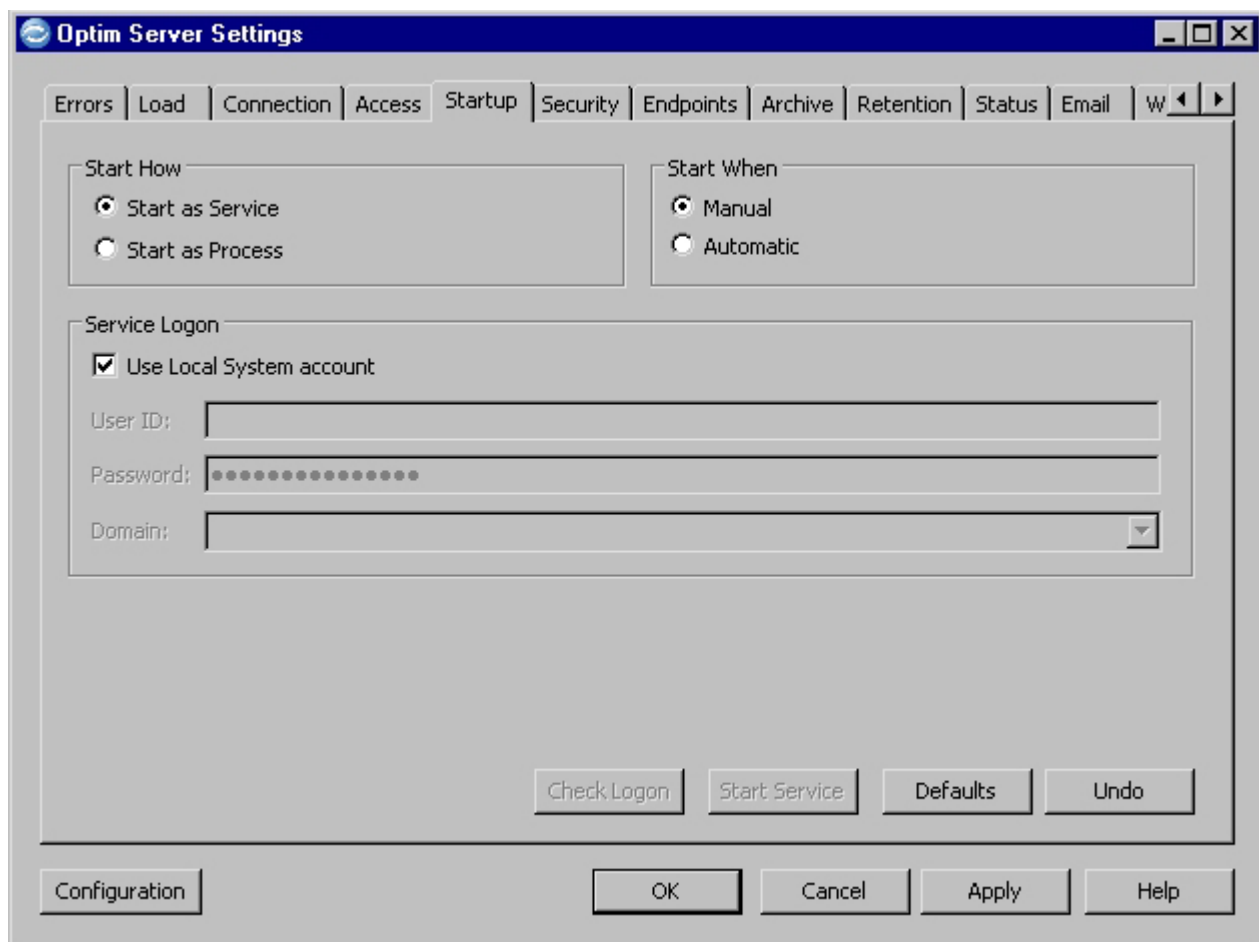 Optim Server Settings
Errors Load Connection Access Startup Security Endpoints Archive Retention Status Email W
Start How
Start as Service
Start as Process
Start When
Manual
Automatic
Service Logon
Use Local System account
User ID:
Password: ●●●●●●●●●●●●●●●
Domain:
Check Logon Start Service Defaults Undo
Configuration OK Cancel Apply Help